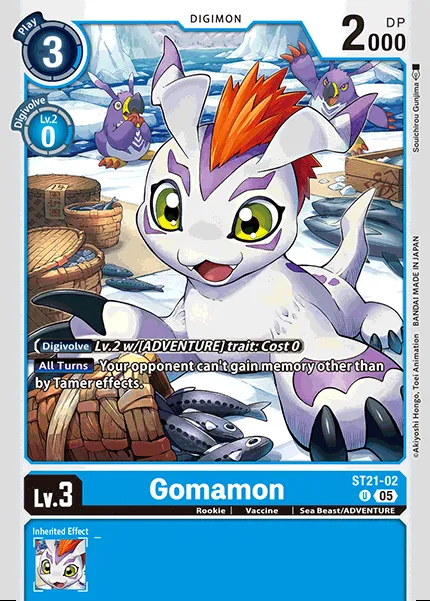 DIGIMON
Play
3
2000
DP
Digivolve
Lv.2
0
Souichirou Gunjima
Digivolve Lv.2 w/[ADVENTURE] trait: Cost 0
All Turns Your opponent can't gain memory other than
by Tamer effects.
©Akiyoshi Hongo, Toei Animation BANDAI MADE IN JAPAN
Lv.3
Gomamon
ST21-02
U 05
Rookie | Vaccine | Sea Beast/ADVENTURE
Inherited Effect
—